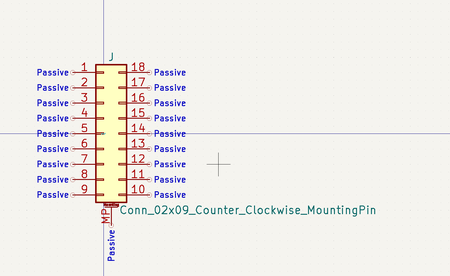 J
Passive 1 18 Passive
Passive 2 17 Passive
Passive 3 16 Passive
Passive 4 15 Passive
Passive 5 14 Passive
Passive 6 13 Passive
Passive 7 12 Passive
Passive 8 11 Passive
Passive 9 10 Passive
MP
Conn_02x09_Counter_Clockwise_MountingPin
Passive